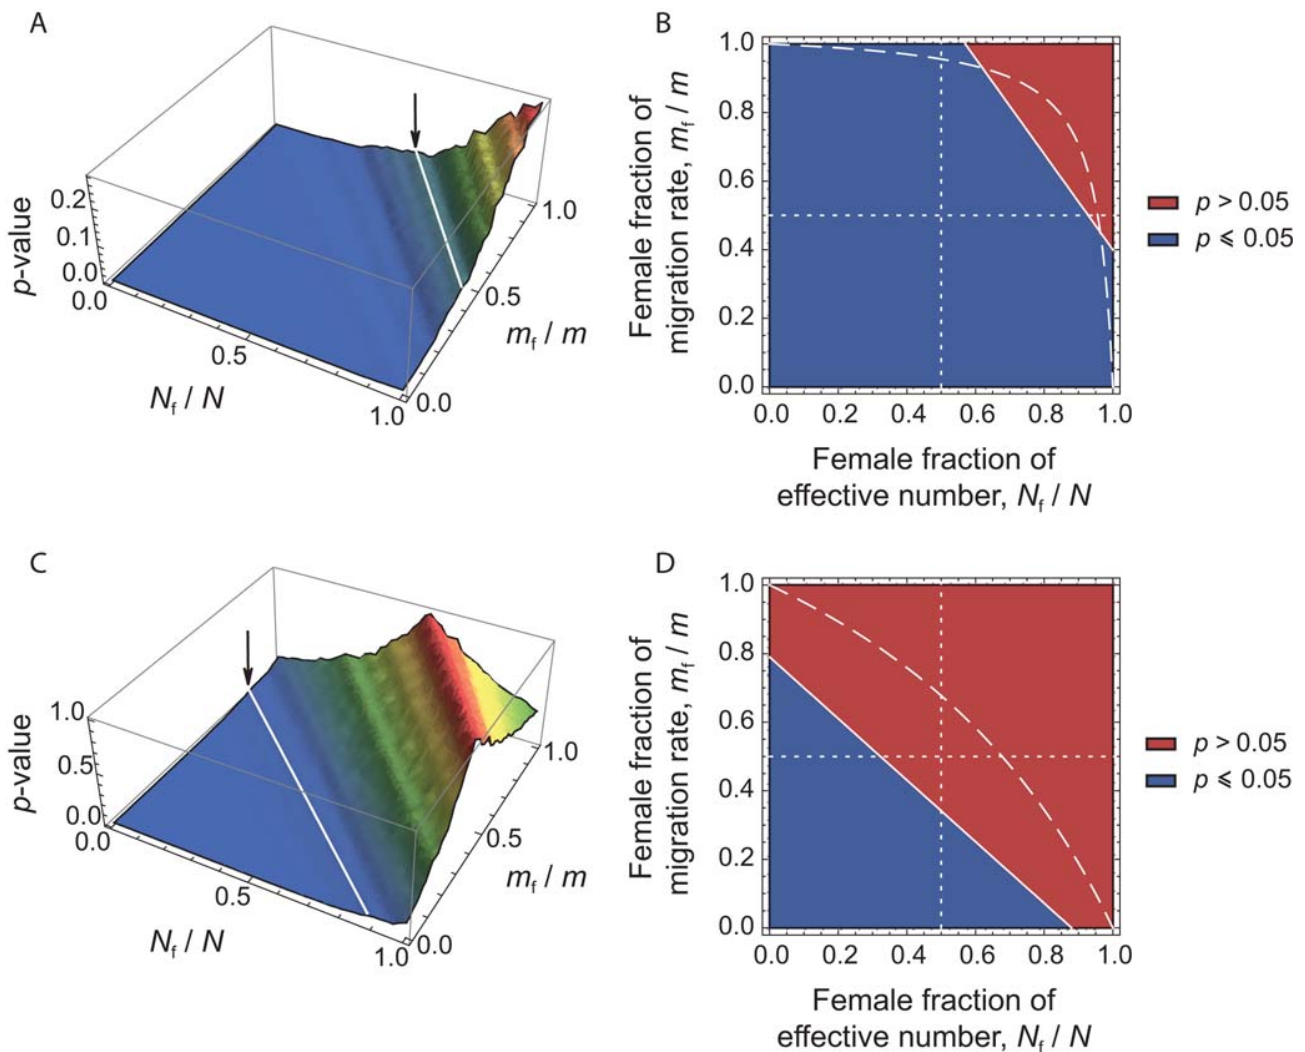 A
p-value
0.2
0.1
0.0
0.0
0.5
1.0
N_f / N
0.0
0.5
1.0
m_f / m
B
Female fraction of
migration rate, m_f / m
1.0
0.8
0.6
0.4
0.2
0.0
0.0 0.2 0.4 0.6 0.8 1.0
Female fraction of
effective number, N_f / N
p > 0.05
p ⩽ 0.05
C
p-value
1.0
0.5
0.0
0.0
0.5
1.0
N_f / N
0.0
0.5
1.0
m_f / m
D
Female fraction of
migration rate, m_f / m
1.0
0.8
0.6
0.4
0.2
0.0
0.0 0.2 0.4 0.6 0.8 1.0
Female fraction of
effective number, N_f / N
p > 0.05
p ⩽ 0.05